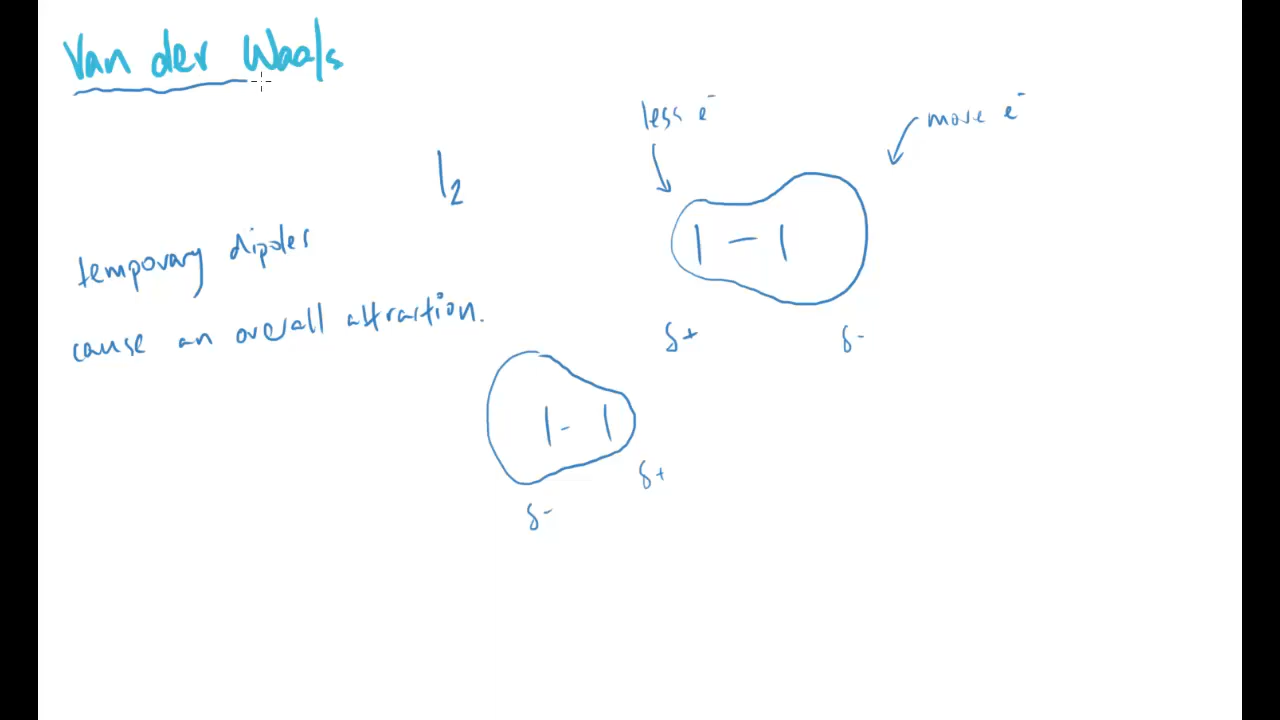 Van der Waals
less e⁻
more e⁻
I₂
I – I
temporary dipoles
cause an overall attraction.
δ+
δ-
I - I
δ+
δ-